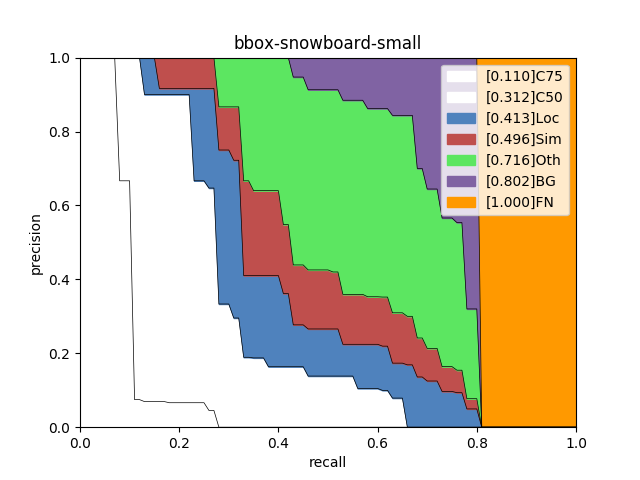 bbox-snowboard-small
1.0
0.8
0.6
0.4
0.2
0.0
precision
[0.110]C75
[0.312]C50
[0.413]Loc
[0.496]Sim
[0.716]Oth
[0.802]BG
[1.000]FN
0.0 0.2 0.4 0.6 0.8 1.0
recall